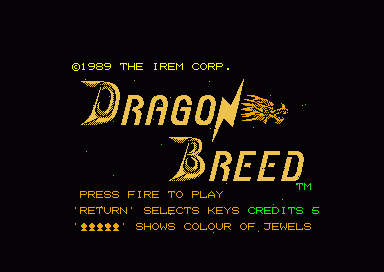 ©1989 THE IREM CORP.
DRAGON
BREED
TM
PRESS FIRE TO PLAY
'RETURN' SELECTS KEYS CREDITS 6
'     ' SHOWS COLOUR OF JEWELS